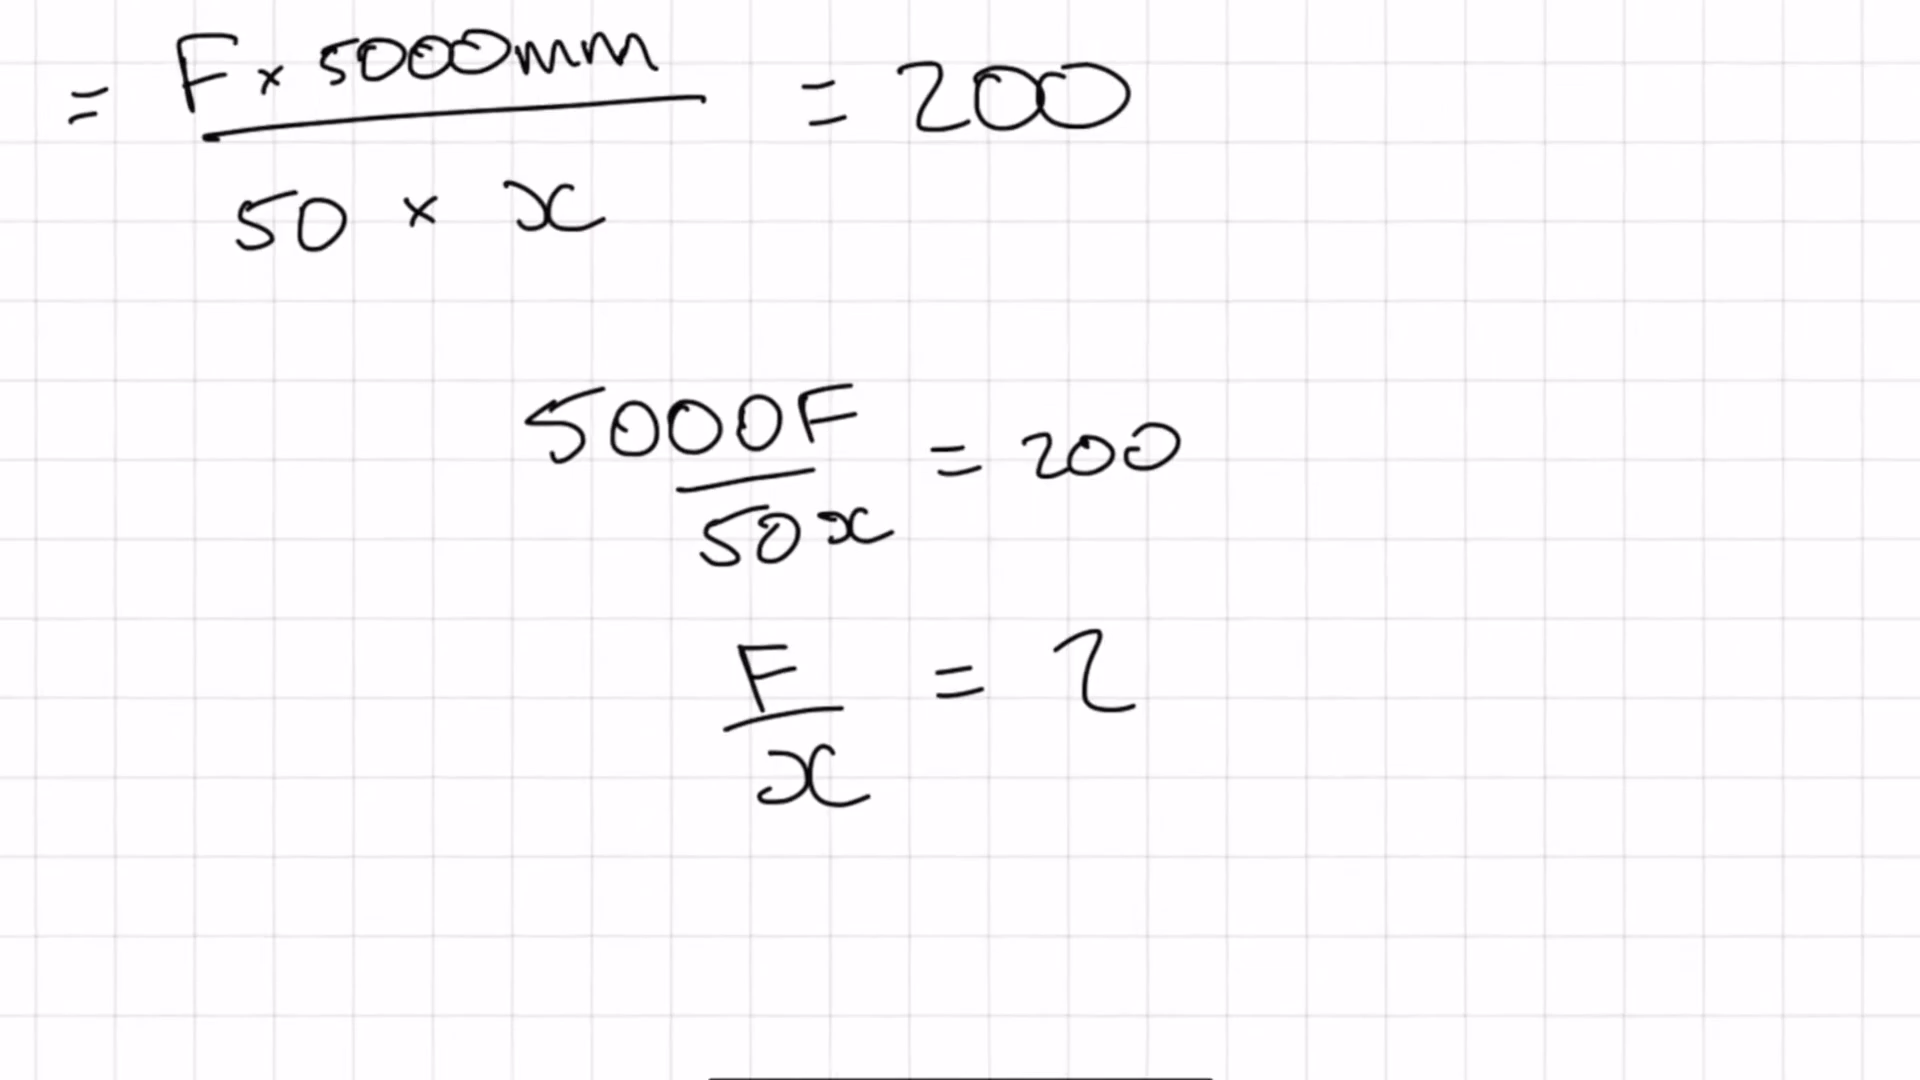 = F × 5000mm / 50 × x = 200
5000F / 50x = 200
F / x = 2